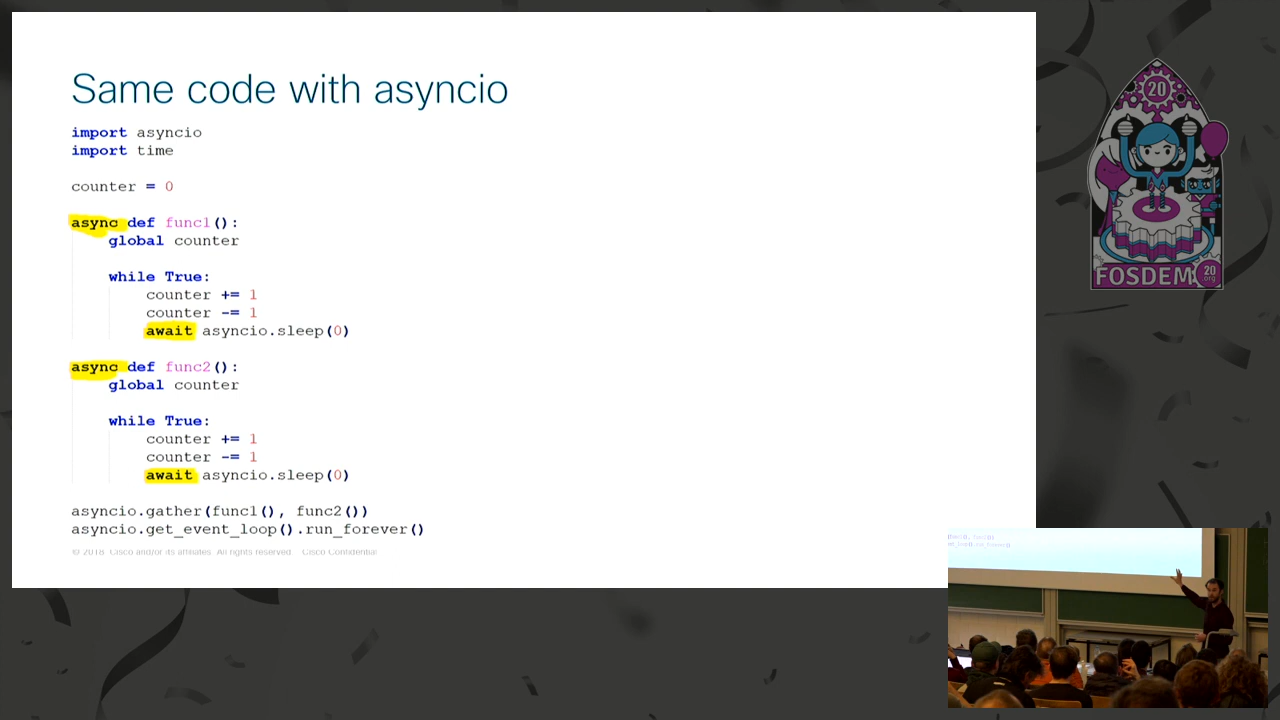 Same code with asyncio
import asyncio
import time
counter = 0
async def func1():
global counter
while True:
counter += 1
counter -= 1
await asyncio.sleep(0)
async def func2():
global counter
while True:
counter += 1
counter -= 1
await asyncio.sleep(0)
asyncio.gather(func1(), func2())
asyncio.get_event_loop().run_forever()
© 2018 Cisco and/or its affiliates. All rights reserved. Cisco Confidential
20
FOSDEM
20
.org